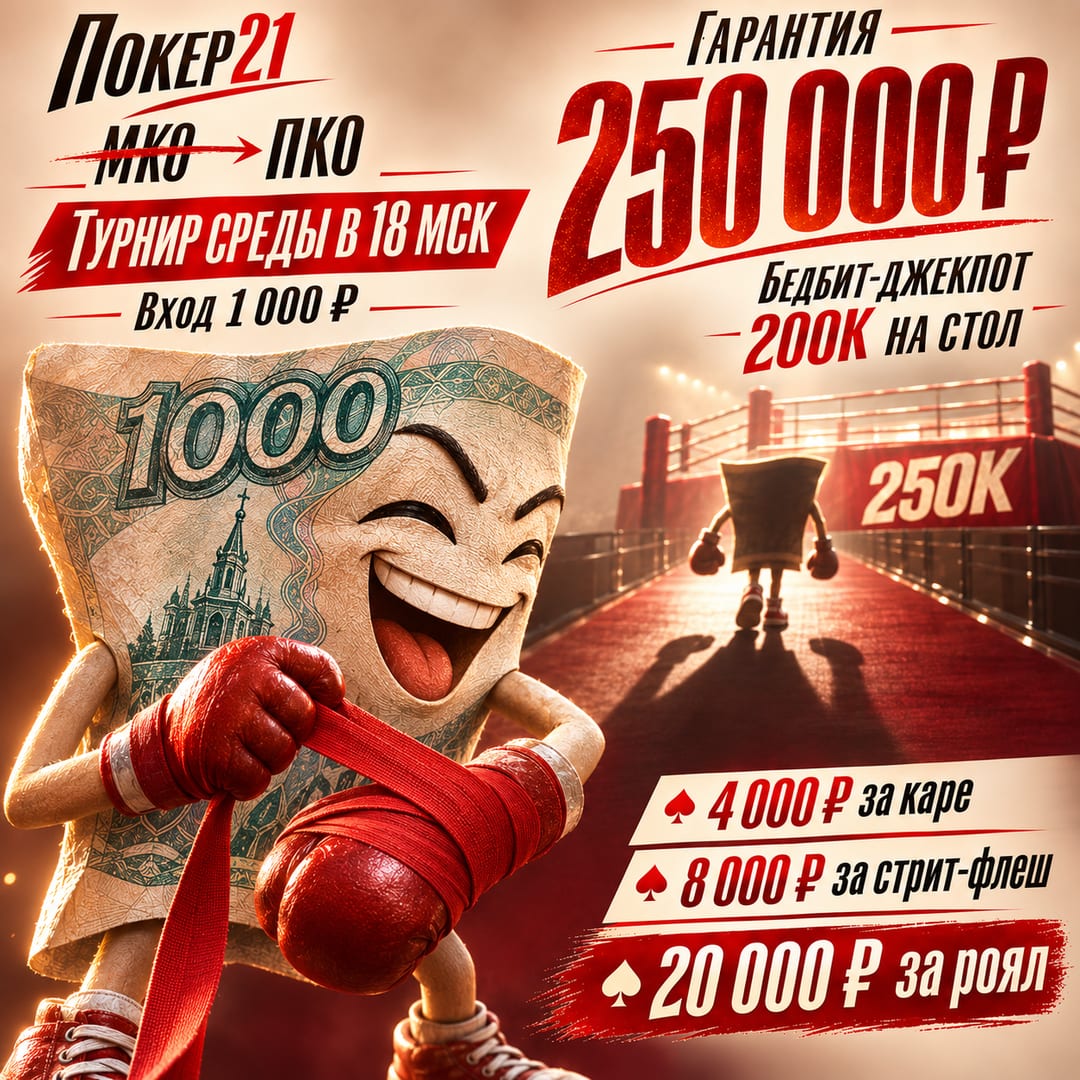 Покер21
МКО → ПКО
Турнир среды в 18 мск
Вход 1 000 ₽
Гарантия
250 000 ₽
Бедбит-джекпот
200К на стол
1000
250К
♠ 4 000 ₽ за каре
♠ 8 000 ₽ за стрит-флеш
♠ 20 000 ₽ за роял